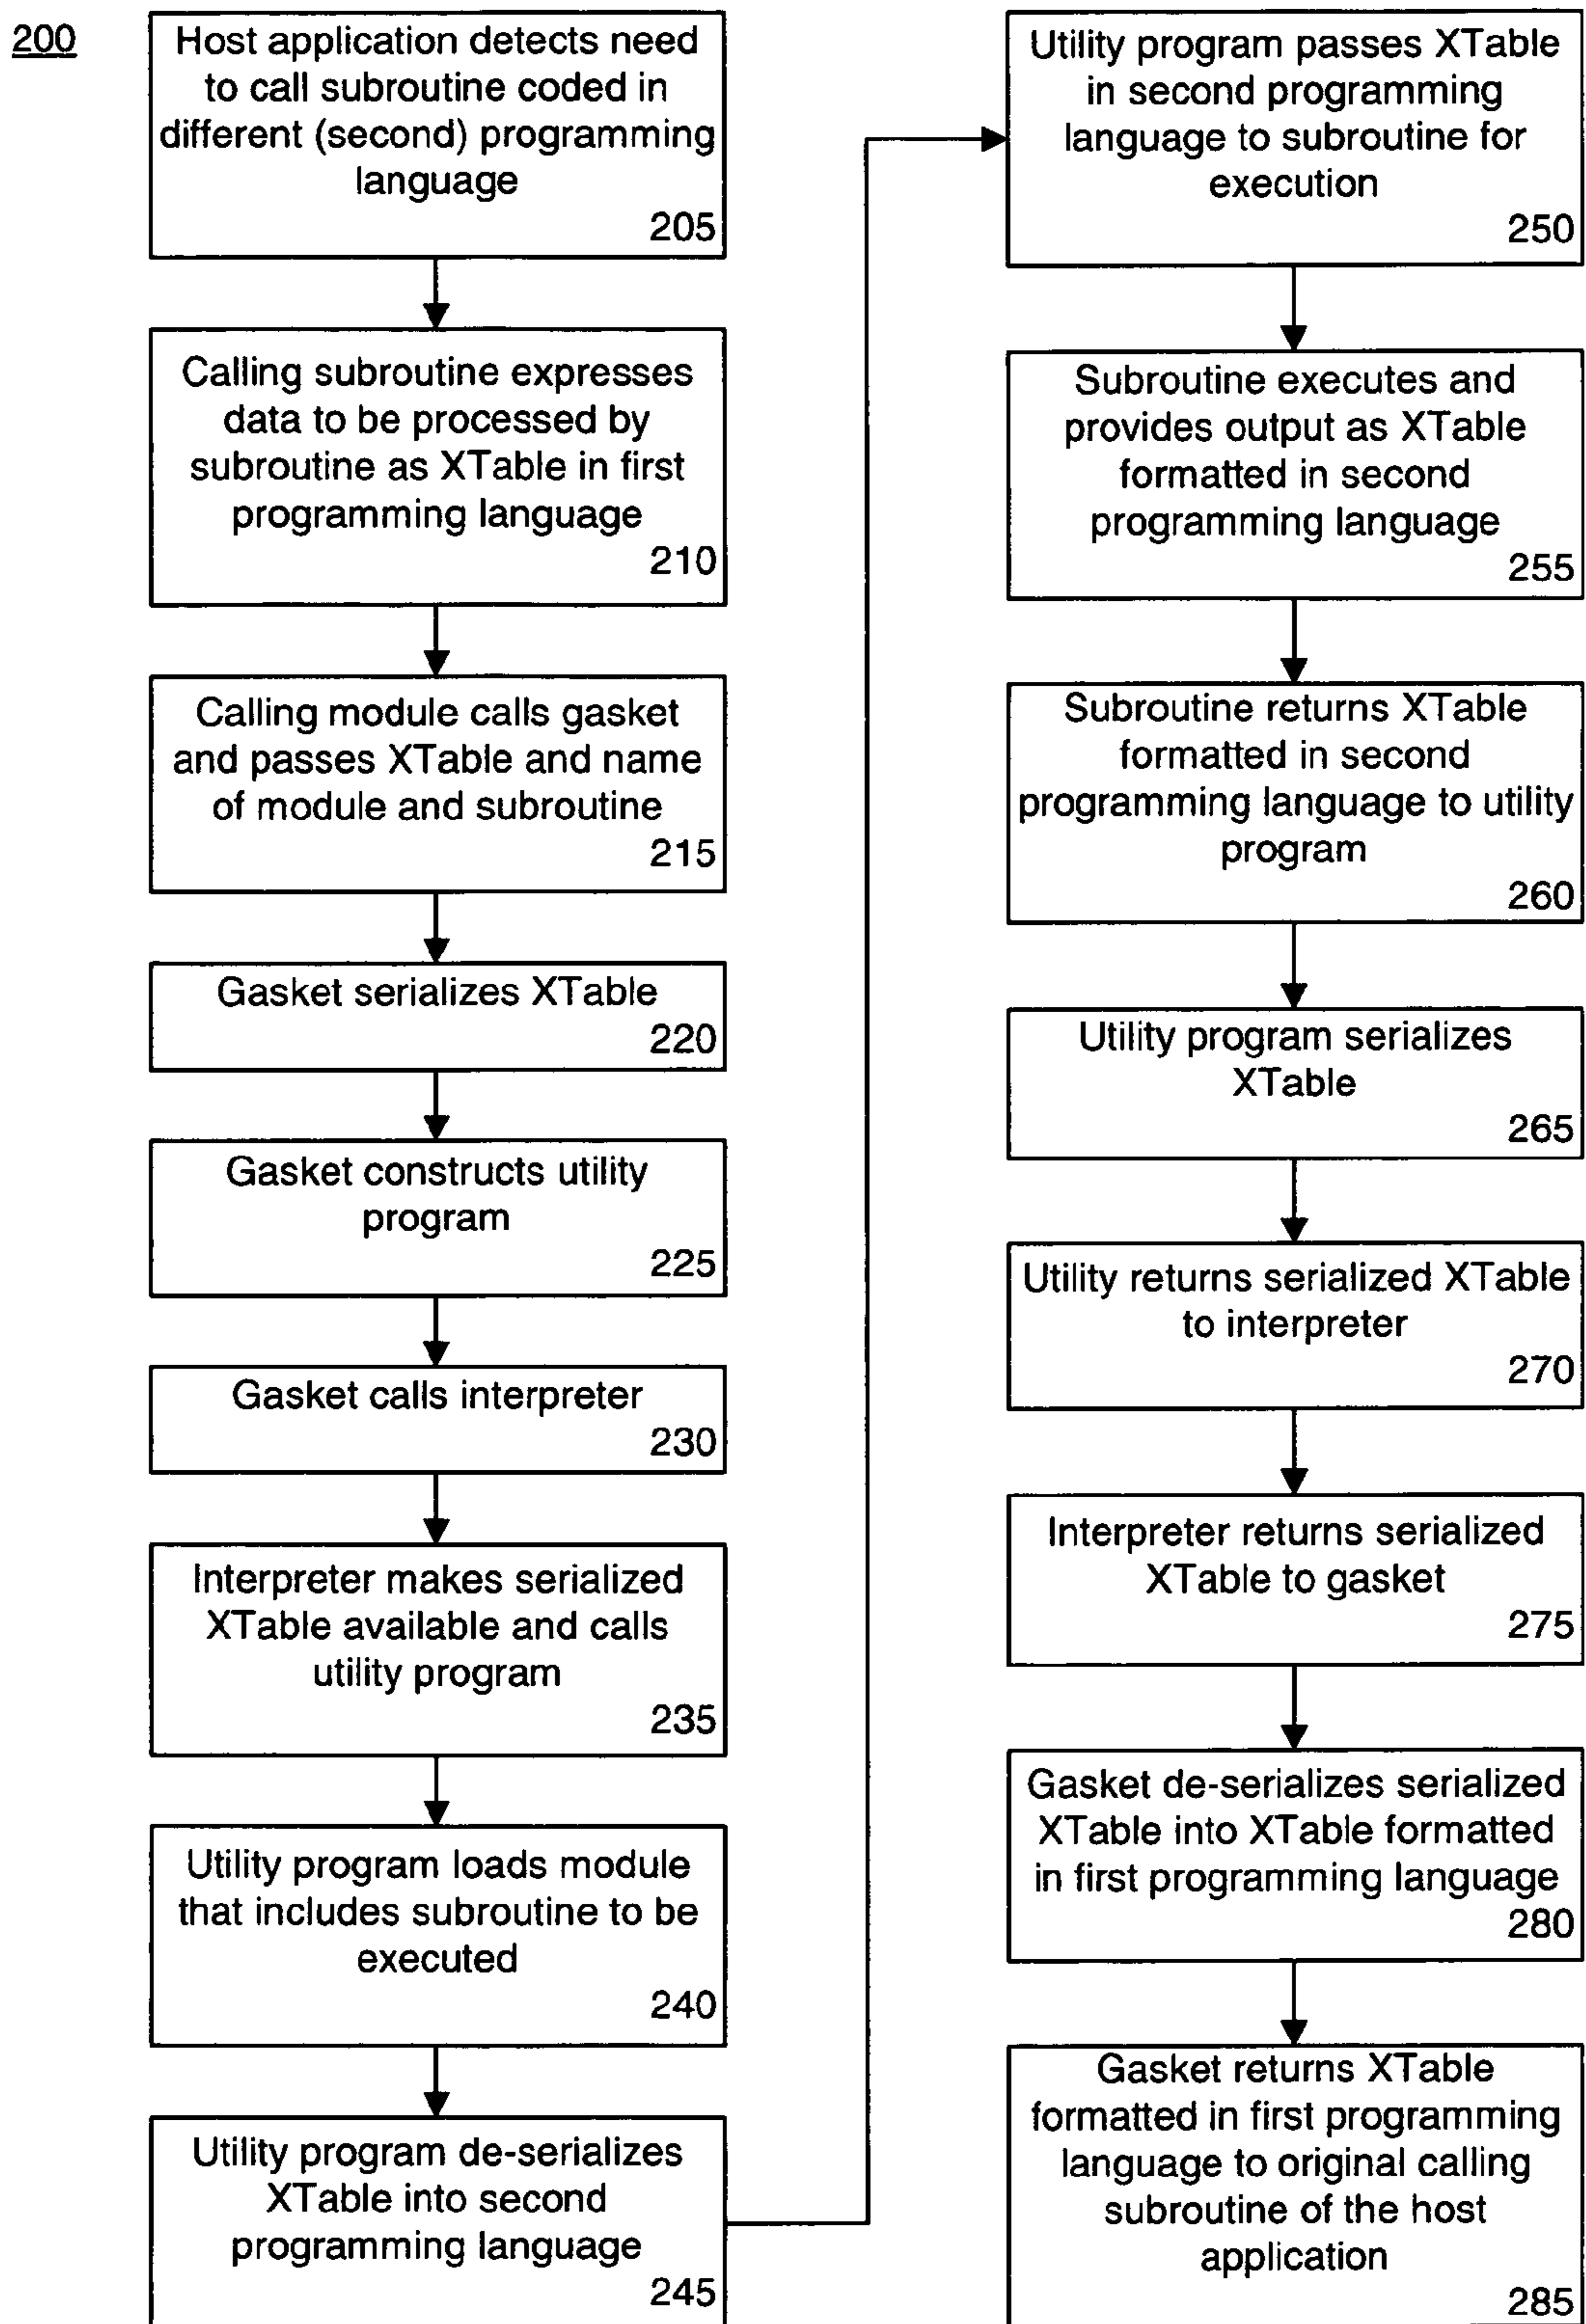 200
Host application detects need
to call subroutine coded in
different (second) programming
language
205
Calling subroutine expresses
data to be processed by
subroutine as XTable in first
programming language
210
Calling module calls gasket
and passes XTable and name
of module and subroutine
215
Gasket serializes XTable
220
Gasket constructs utility
program
225
Gasket calls interpreter
230
Interpreter makes serialized
XTable available and calls
utility program
235
Utility program loads module
that includes subroutine to be
executed
240
Utility program de-serializes
XTable into second
programming language
245
Utility program passes XTable
in second programming
language to subroutine for
execution
250
Subroutine executes and
provides output as XTable
formatted in second
programming language
255
Subroutine returns XTable
formatted in second
programming language to utility
program
260
Utility program serializes
XTable
265
Utility returns serialized XTable
to interpreter
270
Interpreter returns serialized
XTable to gasket
275
Gasket de-serializes serialized
XTable into XTable formatted
in first programming language
280
Gasket returns XTable
formatted in first programming
language to original calling
subroutine of the host
application
285